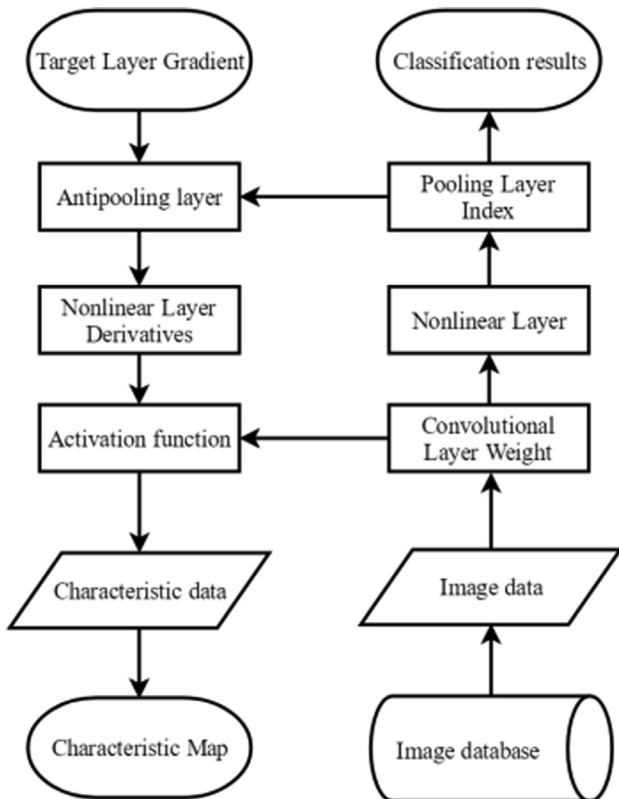 Target Layer Gradient
Classification results
Antipooling layer
Pooling Layer
Index
Nonlinear Layer
Derivatives
Nonlinear Layer
Activation function
Convolutional
Layer Weight
Characteristic data
Image data
Characteristic Map
Image database